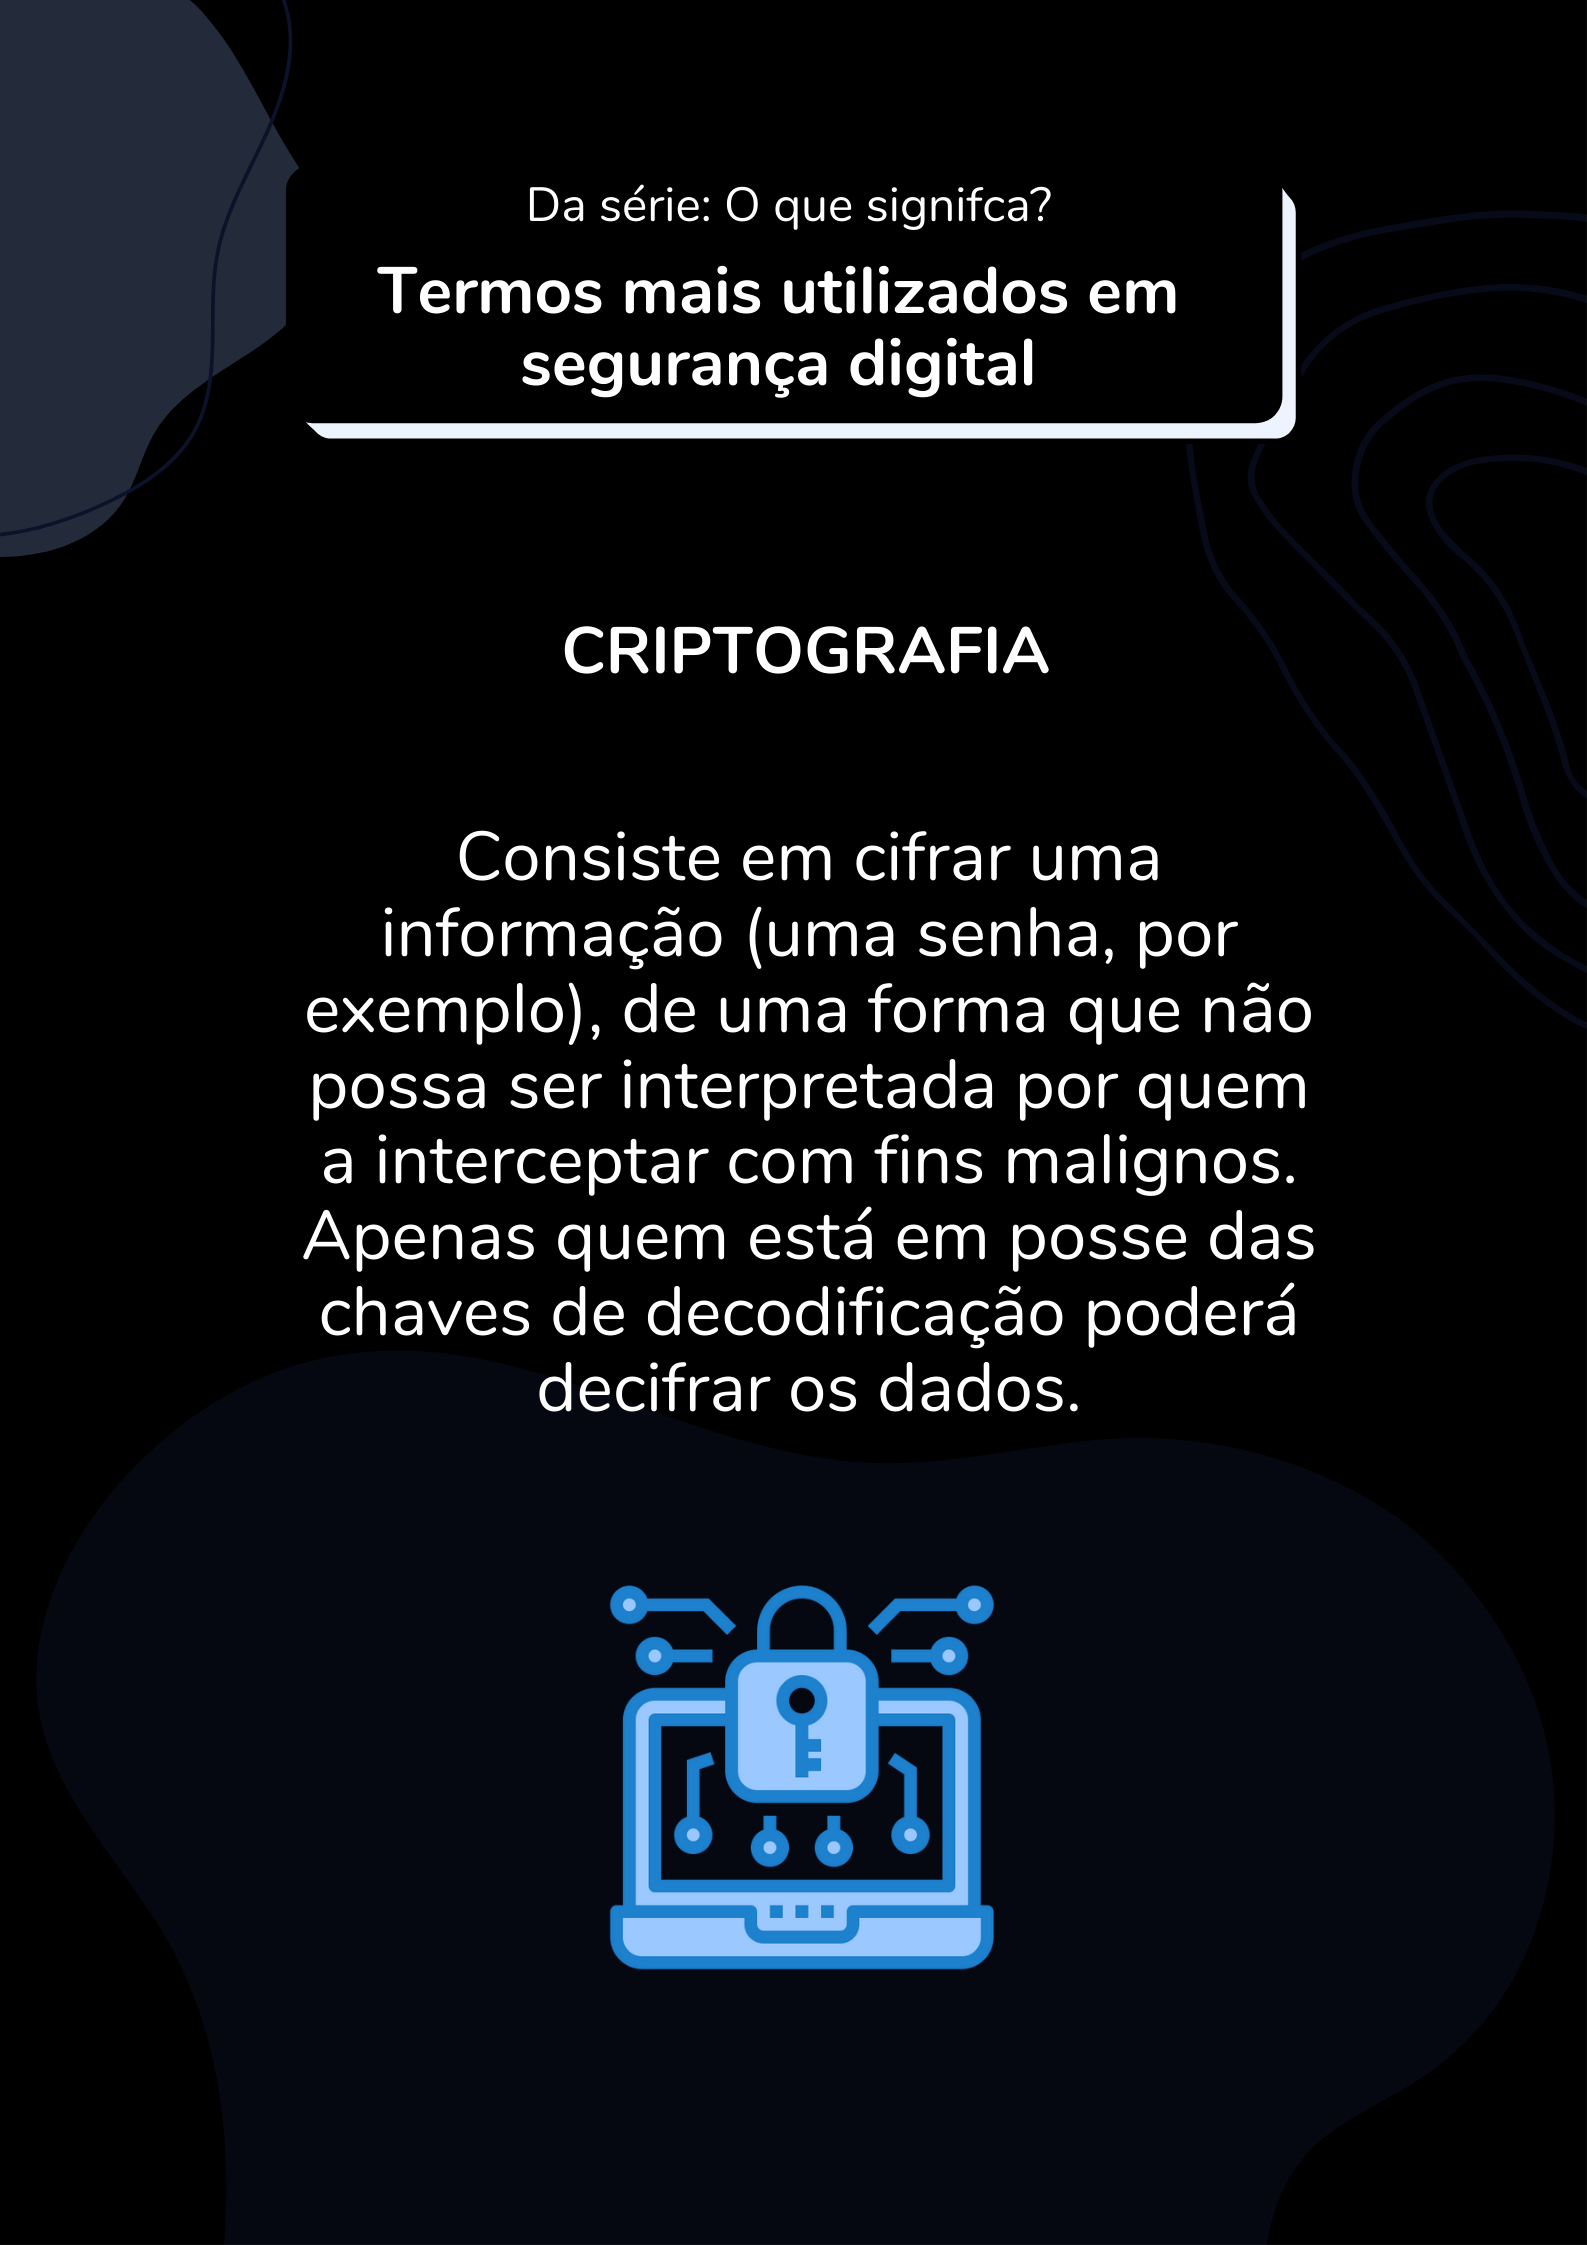 Da série: O que signifca?
Termos mais utilizados em
segurança digital
CRIPTOGRAFIA
Consiste em cifrar uma
informação (uma senha, por
exemplo), de uma forma que não
possa ser interpretada por quem
a interceptar com fins malignos.
Apenas quem está em posse das
chaves de decodificação poderá
decifrar os dados.